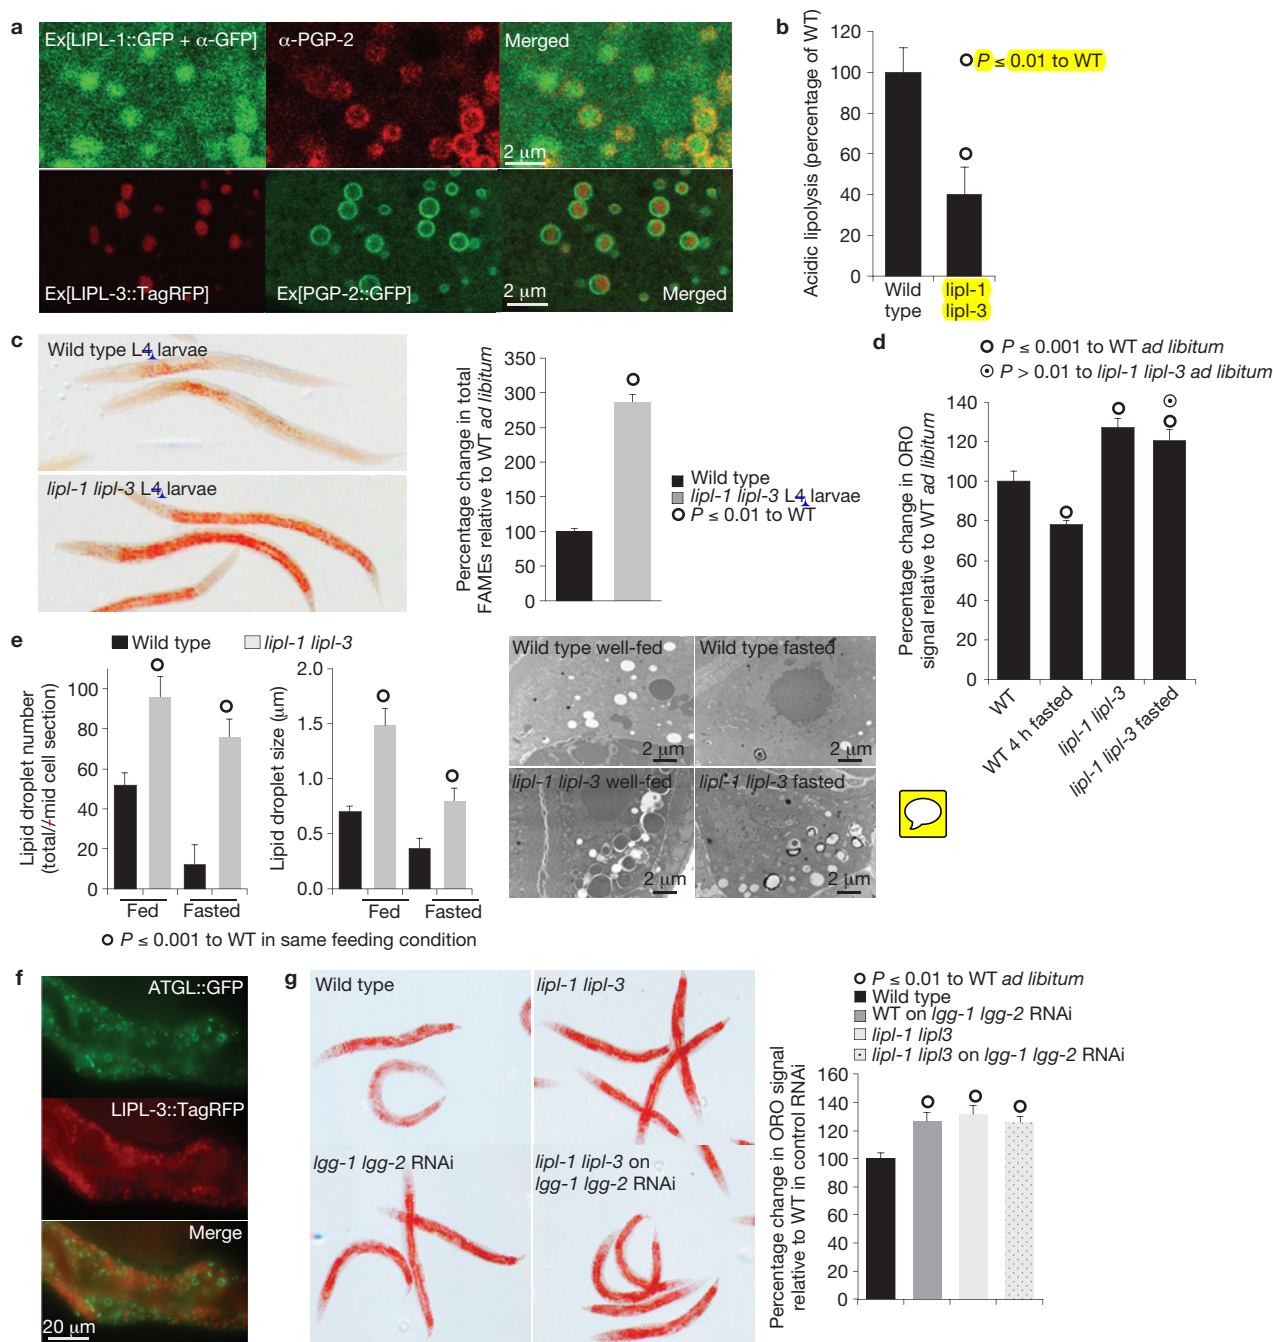 a
Ex[LIPL-1::GFP + α-GFP]
α-PGP-2
Merged
2 μm
Ex[LIPL-3::TagRFP]
Ex[PGP-2::GFP]
2 μm
Merged
b
Acidic lipolysis (percentage of WT)
120
100
80
60
40
20
0
P ≤ 0.01 to WT
Wild
type
lipl-1
lipl-3
c
Wild type L4 larvae
lipl-1 lipl-3 L4 larvae
Percentage change in total
FAMEs relative to WT ad libitum
350
300
250
200
150
100
50
0
Wild type
lipl-1 lipl-3 L4 larvae
P ≤ 0.01 to WT
d
P ≤ 0.001 to WT ad libitum
P > 0.01 to lipl-1 lipl-3 ad libitum
Percentage change in ORO
signal relative to WT ad libitum
140
120
100
80
60
40
20
0
WT
WT 4 h fasted
lipl-1 lipl-3
lipl-1 lipl-3 fasted
e
Wild type
lipl-1 lipl-3
Lipid droplet number
(total/mid cell section)
100
80
60
40
20
0
Fed
Fasted
Lipid droplet size (μm)
2.0
1.5
1.0
0.5
0.0
Fed
Fasted
P ≤ 0.001 to WT in same feeding condition
Wild type well-fed
2 μm
Wild type fasted
2 μm
lipl-1 lipl-3 well-fed
2 μm
lipl-1 lipl-3 fasted
2 μm
f
ATGL::GFP
LIPL-3::TagRFP
Merge
20 μm
g
Wild type
lipl-1 lipl-3
lgg-1 lgg-2 RNAi
lipl-1 lipl-3 on
lgg-1 lgg-2 RNAi
P ≤ 0.01 to WT ad libitum
Wild type
WT on lgg-1 lgg-2 RNAi
lipl-1 lipl3
lipl-1 lipl3 on lgg-1 lgg-2 RNAi
Percentage change in ORO signal
relative to WT in control RNAi
160
140
120
100
80
60
40
20
0